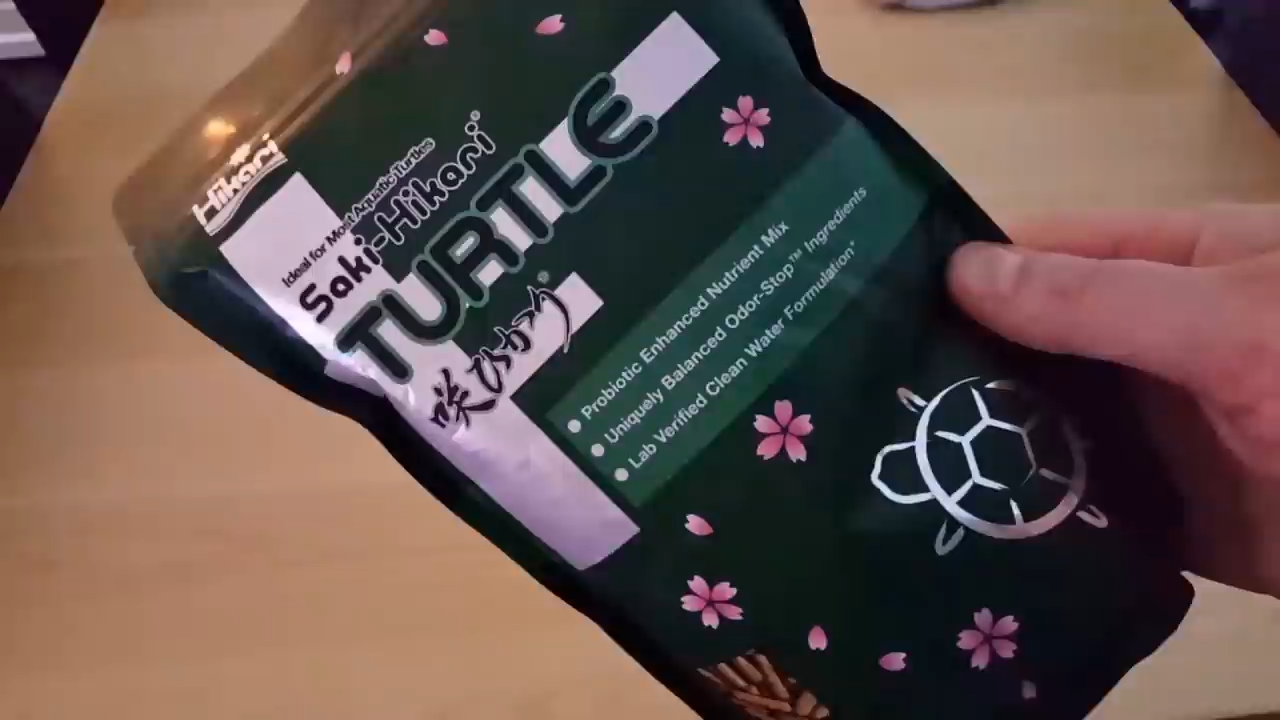 Hikari
Ideal for Most Aquatic Turtles
Saki-Hikari®
TURTLE
咲ひかり®
Probiotic Enhanced Nutrient Mix
Uniquely Balanced Odor-Stop™ Ingredients
Lab Verified Clean Water Formulation*